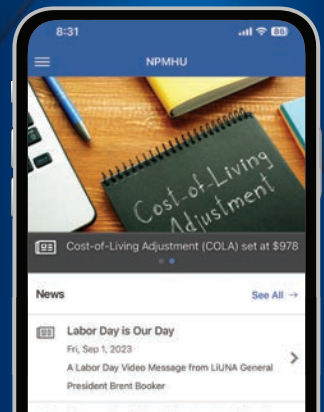 8:31
88
NPMHU
Cost-of-Living
Adjustment
Cost-of-Living Adjustment (COLA) set at $978
News
See All →
Labor Day is Our Day
Fri, Sep 1, 2023
A Labor Day Video Message from LiUNA General
President Brent Booker